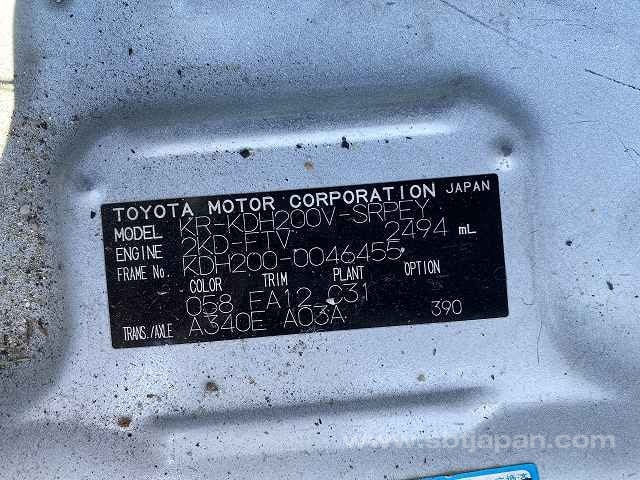 TOYOTA MOTOR CORPORATION JAPAN
MODEL KR-KDH200V-SRPEY
ENGINE 2KD-FTV 2494 mL
FRAME No. KDH200-0046455
COLOR TRIM PLANT OPTION
058 FA12 C31
TRANS./AXLE A340E A03A 390
www.sbtjapan.com